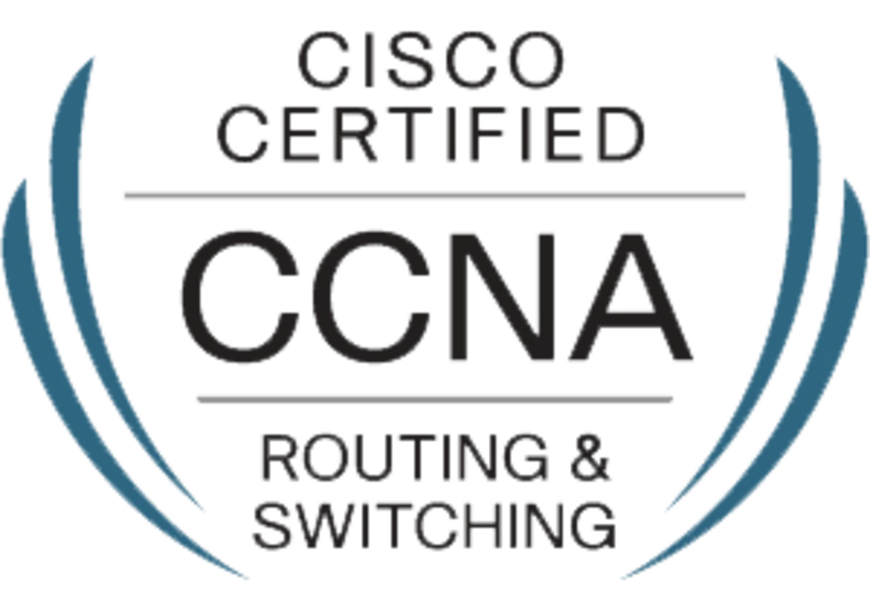 CISCO
CERTIFIED
CCNA
ROUTING &
SWITCHING